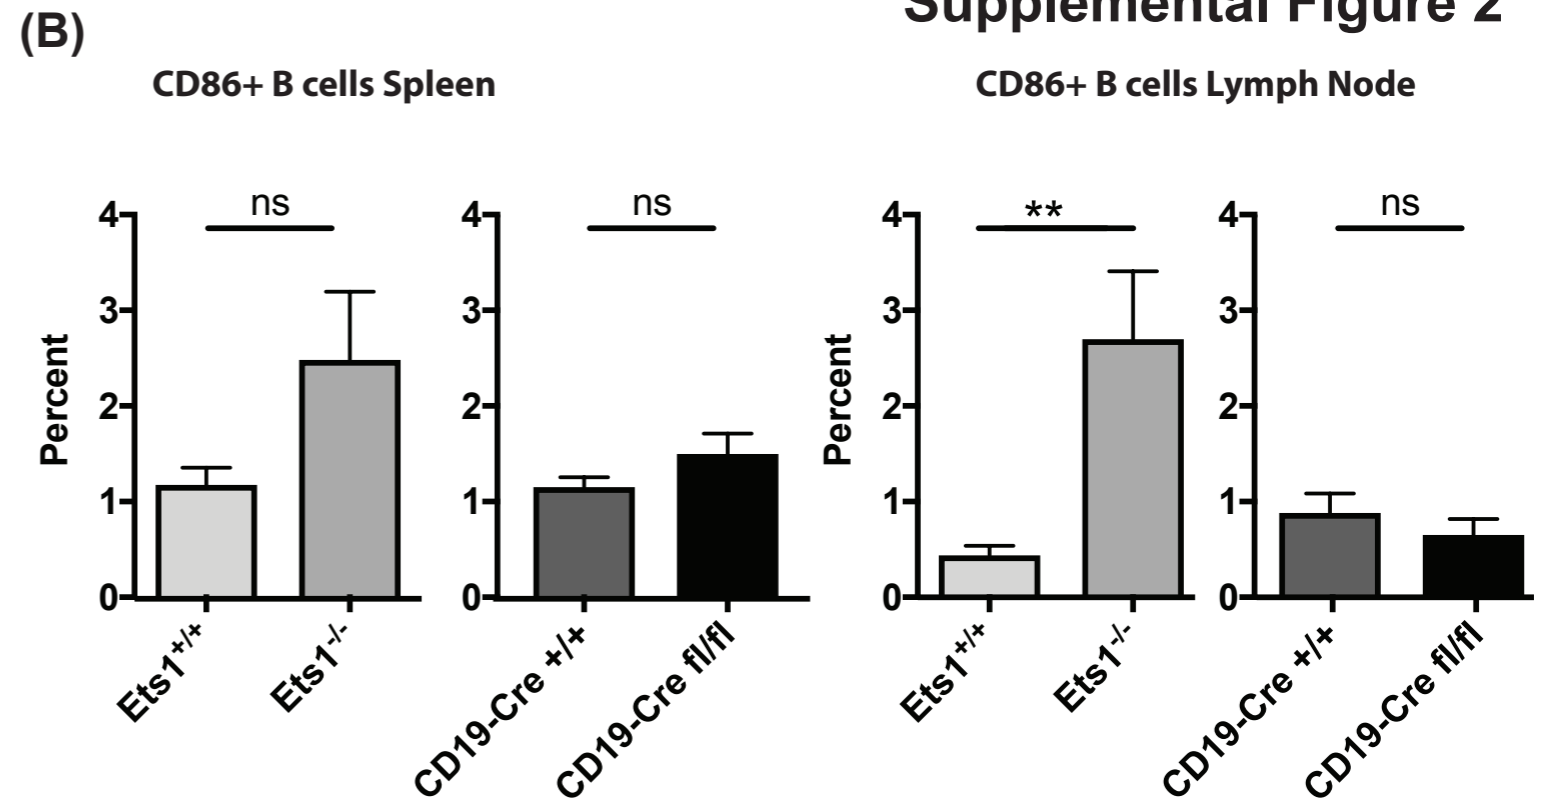 Supplemental Figure 2
(B)
CD86+ B cells Spleen
CD86+ B cells Lymph Node
ns
ns
**
ns
Percent
4
3
2
1
0
Ets1+/+
Ets1-/-
4
3
2
1
0
CD19-Cre +/+
CD19-Cre fl/fl
Percent
4
3
2
1
0
Ets1+/+
Ets1-/-
4
3
2
1
0
CD19-Cre +/+
CD19-Cre fl/fl